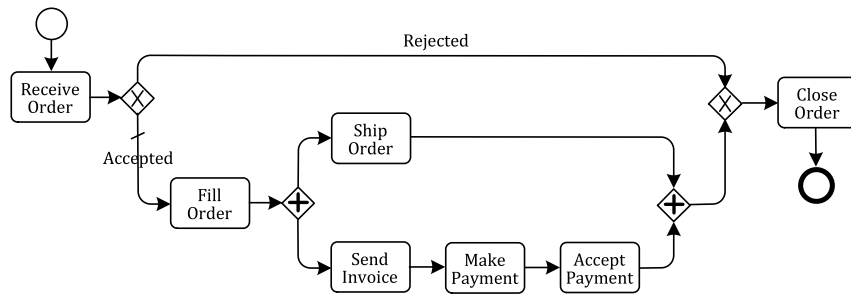 Rejected
Receive
Order
Accepted
Fill
Order
Ship
Order
Send
Invoice
Make
Payment
Accept
Payment
Close
Order